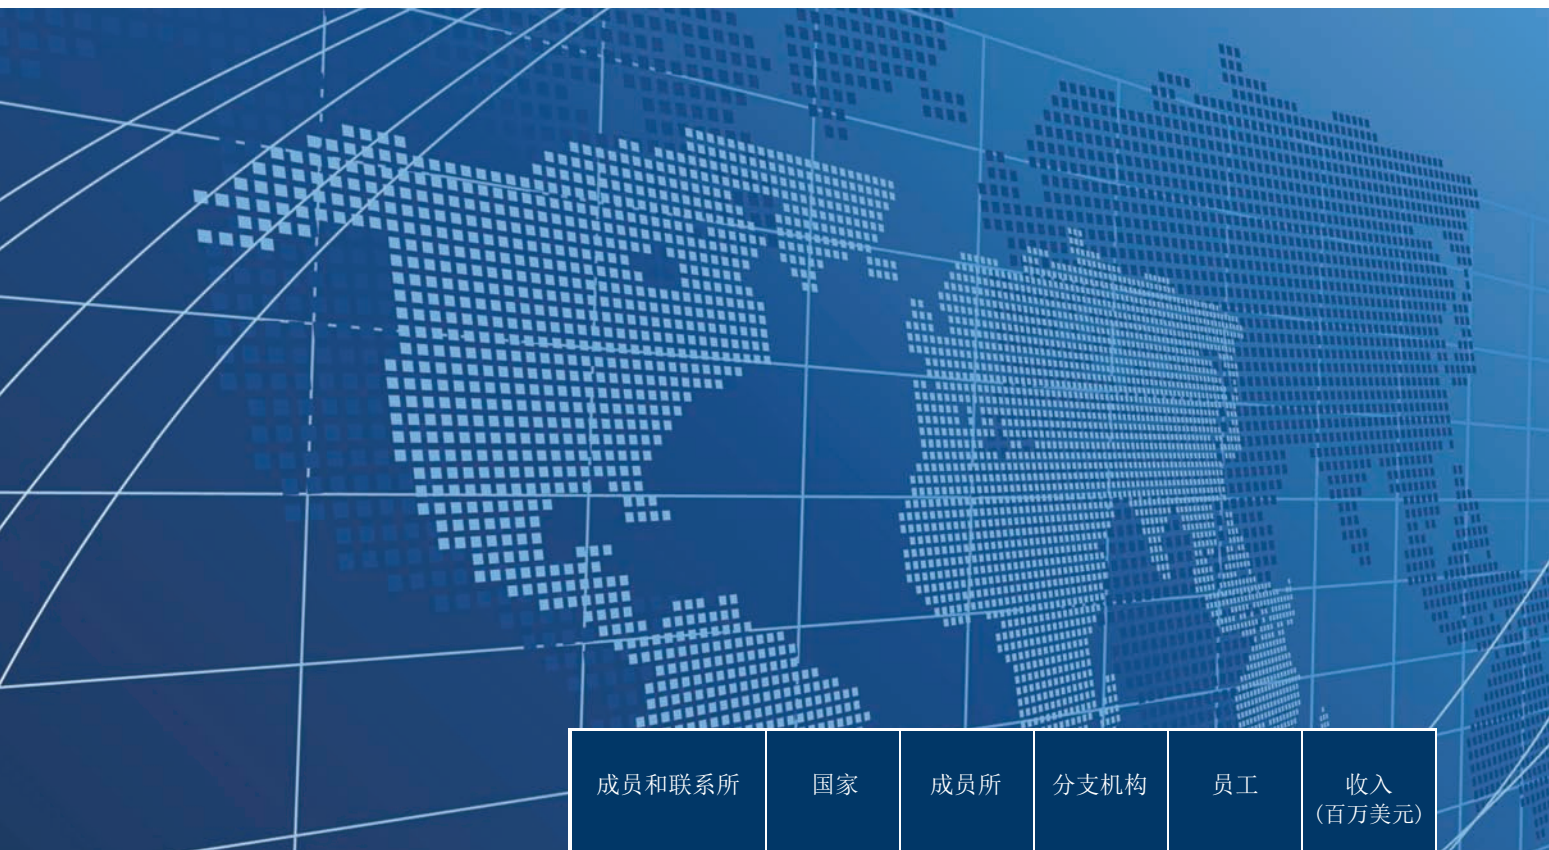 成员和联系所
国家
成员所
分支机构
员工
收入
(百万美元)